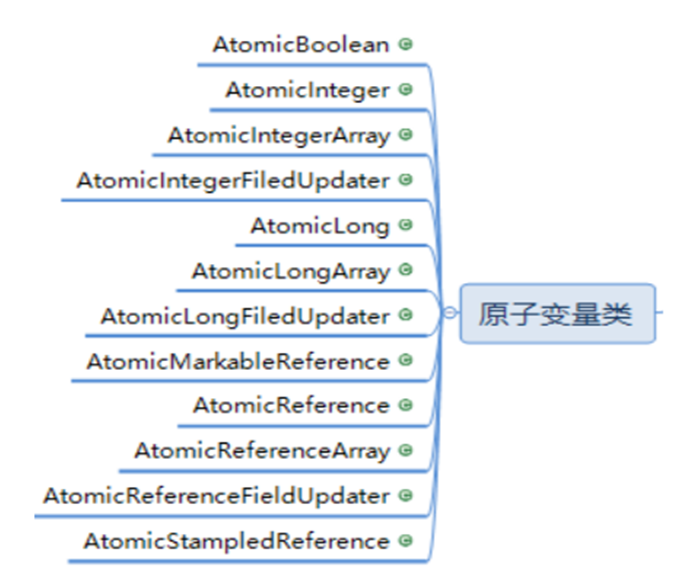 AtomicBoolean
AtomicInteger
AtomicIntegerArray
AtomicIntegerFiledUpdater
AtomicLong
AtomicLongArray
AtomicLongFiledUpdater
原子变量类
AtomicMarkableReference
AtomicReference
AtomicReferenceArray
AtomicReferenceFieldUpdater
AtomicStampledReference